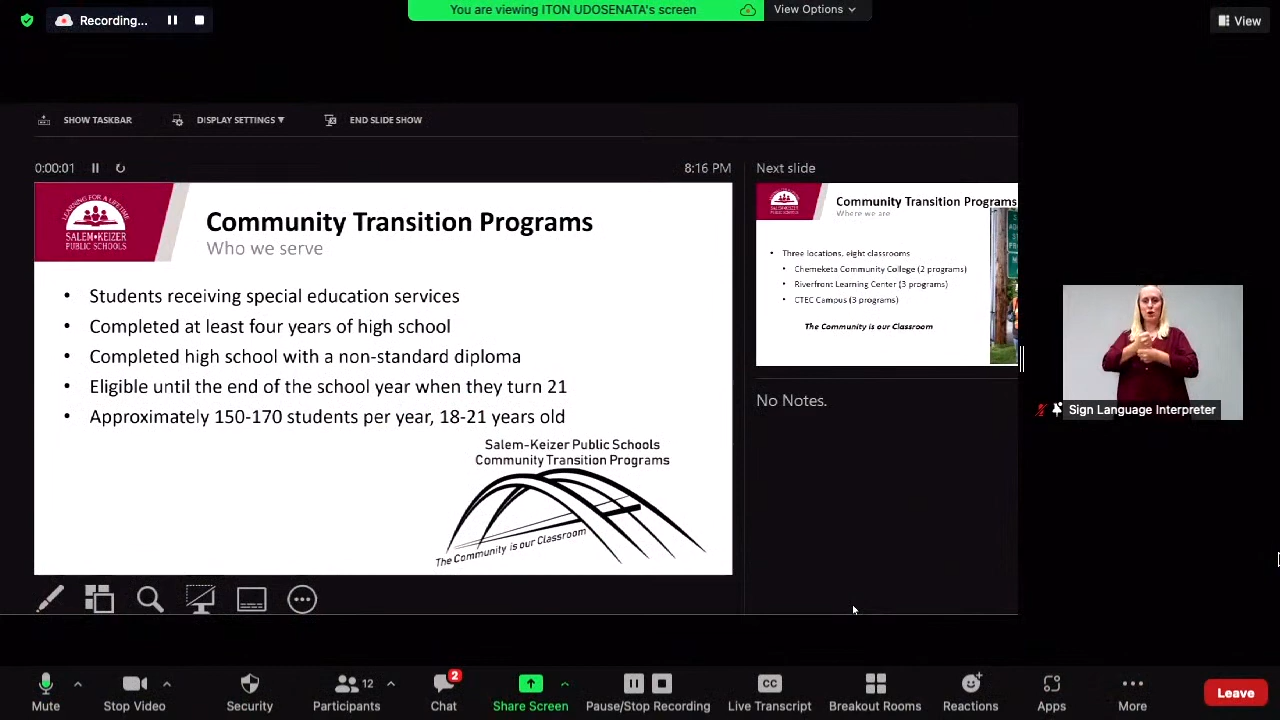 Recording...
You are viewing ITON UDOSENATA's screen
View Options
View
SHOW TASKBAR
DISPLAY SETTINGS
END SLIDE SHOW
0:00:01
8:16 PM
Next slide
LEARNING FOR A LIFETIME
SALEM•KEIZER
PUBLIC SCHOOLS
Community Transition Programs
Who we serve
• Students receiving special education services
• Completed at least four years of high school
• Completed high school with a non-standard diploma
• Eligible until the end of the school year when they turn 21
• Approximately 150-170 students per year, 18-21 years old
Salem-Keizer Public Schools
Community Transition Programs
The Community is our Classroom
SALEM•KEIZER
PUBLIC SCHOOLS
Community Transition Programs
Where we are
• Three locations, eight classrooms
• Chemeketa Community College (2 programs)
• Riverfront Learning Center (3 programs)
• CTEC Campus (3 programs)
The Community is our Classroom
No Notes.
Sign Language Interpreter
Mute
Stop Video
Security
12
Participants
2
Chat
Share Screen
Pause/Stop Recording
CC
Live Transcript
Breakout Rooms
Reactions
Apps
More
Leave